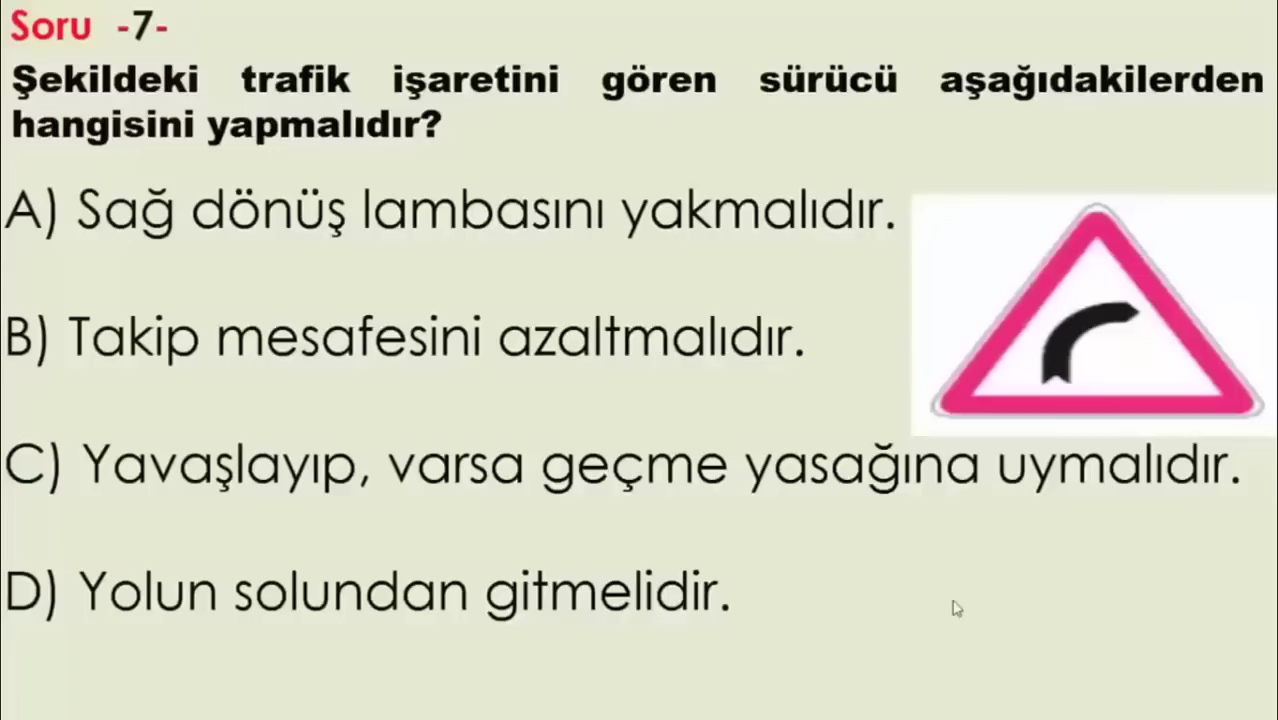 Soru -7-
Şekildeki trafik işaretini gören sürücü aşağıdakilerden
hangisini yapmalıdır?
A) Sağ dönüş lambasını yakmalıdır.
B) Takip mesafesini azaltmalıdır.
C) Yavaşlayıp, varsa geçme yasağına uymalıdır.
D) Yolun solundan gitmelidir.